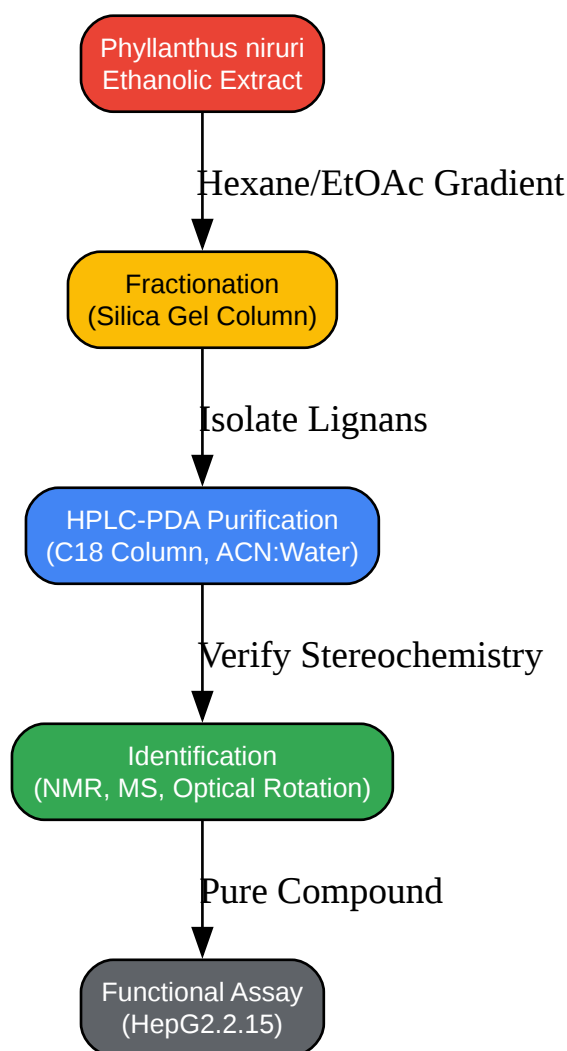 Phyllanthus niruri
Ethanolic Extract
Hexane/EtOAc Gradient
Fractionation
(Silica Gel Column)
Isolate Lignans
HPLC-PDA Purification
(C18 Column, ACN:Water)
Verify Stereochemistry
Identification
(NMR, MS, Optical Rotation)
Pure Compound
Functional Assay
(HepG2.2.15)